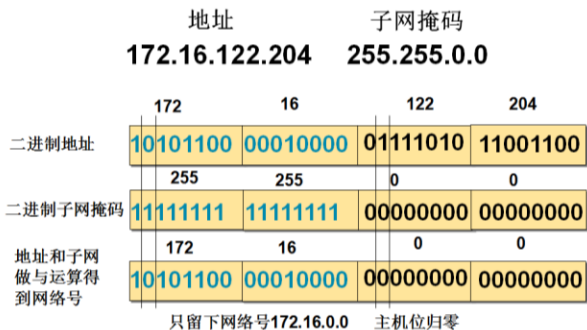 地址 子网掩码
172.16.122.204 255.255.0.0
172 16 122 204
二进制地址 10101100 00010000 01111010 11001100
255 255 0 0
二进制子网掩码 11111111 11111111 00000000 00000000
172 16 0 0
地址和子网
做与运算得
到网络号
10101100 00010000 00000000 00000000
只留下网络号172.16.0.0 主机位归零